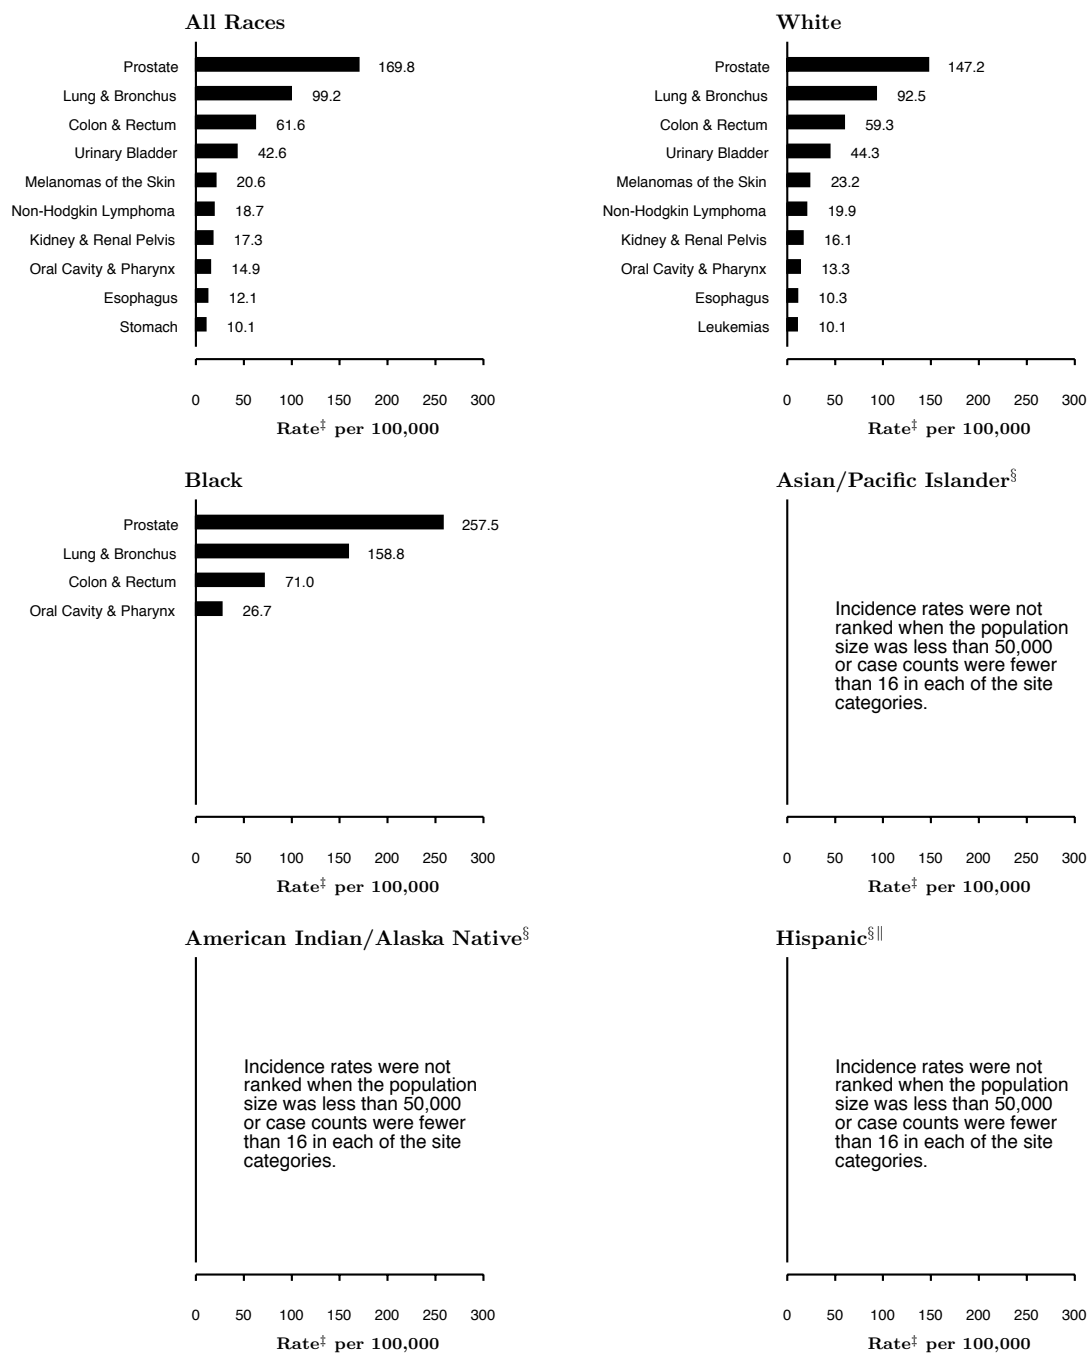 All Races
Prostate 169.8
Lung & Bronchus 99.2
Colon & Rectum 61.6
Urinary Bladder 42.6
Melanomas of the Skin 20.6
Non-Hodgkin Lymphoma 18.7
Kidney & Renal Pelvis 17.3
Oral Cavity & Pharynx 14.9
Esophagus 12.1
Stomach 10.1
0 50 100 150 200 250 300
Rate‡ per 100,000
White
Prostate 147.2
Lung & Bronchus 92.5
Colon & Rectum 59.3
Urinary Bladder 44.3
Melanomas of the Skin 23.2
Non-Hodgkin Lymphoma 19.9
Kidney & Renal Pelvis 16.1
Oral Cavity & Pharynx 13.3
Esophagus 10.3
Leukemias 10.1
0 50 100 150 200 250 300
Rate‡ per 100,000
Black
Prostate 257.5
Lung & Bronchus 158.8
Colon & Rectum 71.0
Oral Cavity & Pharynx 26.7
0 50 100 150 200 250 300
Rate‡ per 100,000
Asian/Pacific Islander§
Incidence rates were not
ranked when the population
size was less than 50,000
or case counts were fewer
than 16 in each of the site
categories.
0 50 100 150 200 250 300
Rate‡ per 100,000
American Indian/Alaska Native§
Incidence rates were not
ranked when the population
size was less than 50,000
or case counts were fewer
than 16 in each of the site
categories.
0 50 100 150 200 250 300
Rate‡ per 100,000
Hispanic§‖
Incidence rates were not
ranked when the population
size was less than 50,000
or case counts were fewer
than 16 in each of the site
categories.
0 50 100 150 200 250 300
Rate‡ per 100,000